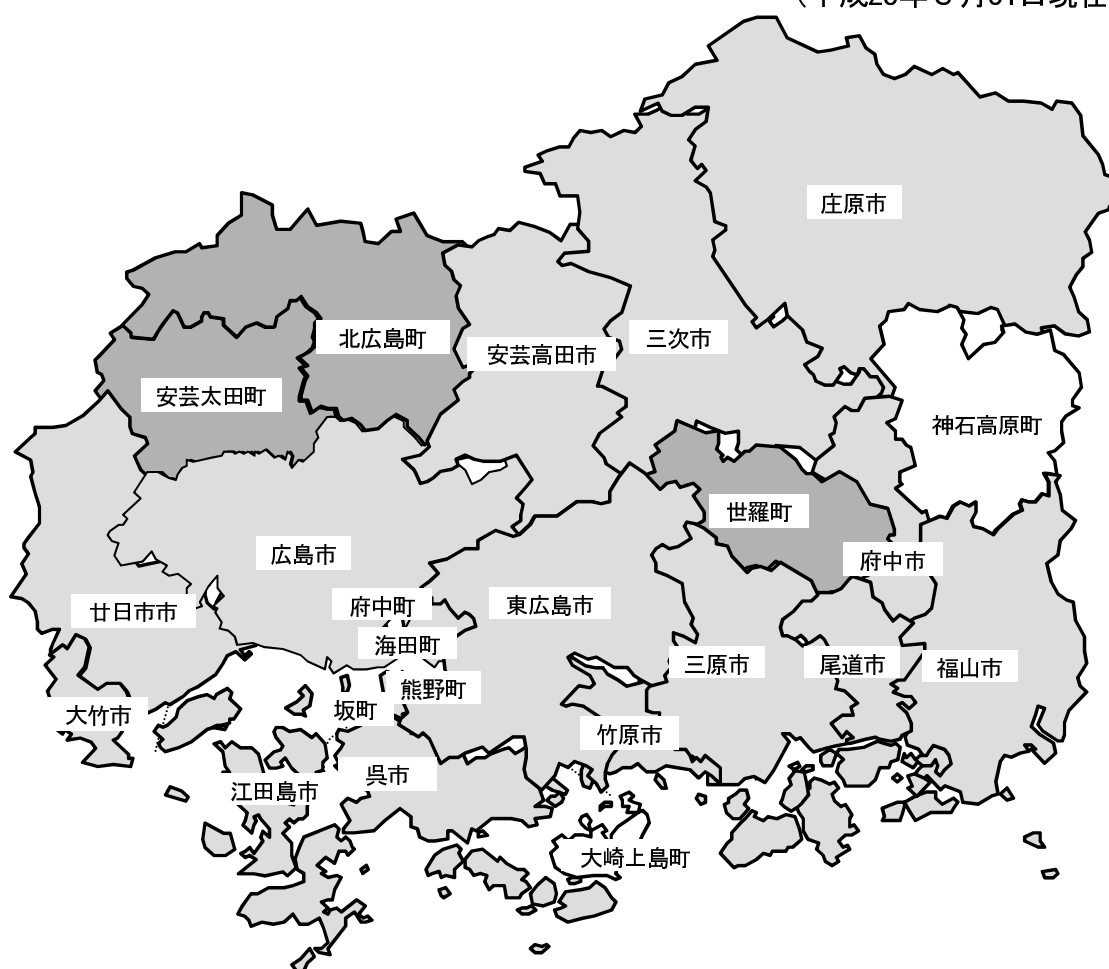 庄原市
北広島町
三次市
安芸高田市
安芸太田町
神石高原町
世羅町
広島市
府中市
府中町
東広島市
廿日市市
海田町
三原市
尾道市
福山市
熊野町
坂町
大竹市
竹原市
呉市
江田島市
大崎上島町